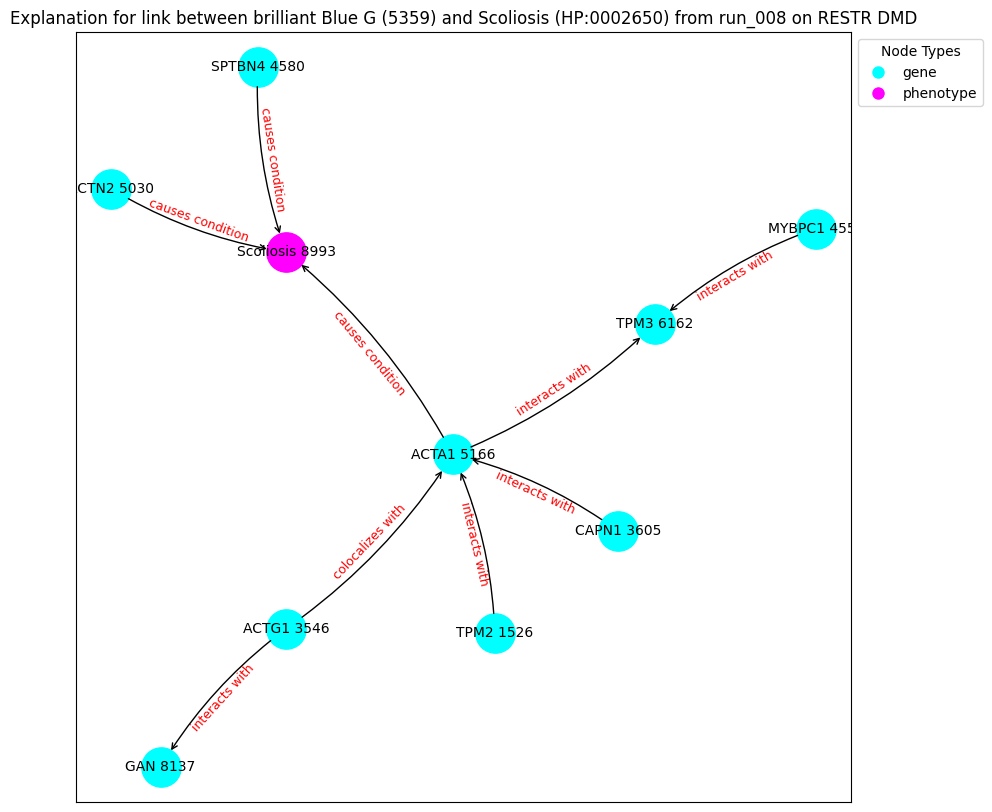 Explanation for link between brilliant Blue G (5359) and Scoliosis (HP:0002650) from run_008 on RESTR DMD
Node Types
gene
phenotype
SPTBN4 4580
causes condition
CTN2 5030
causes condition
Scoliosis 8993
MYBPC1 455
interacts with
TPM3 6162
causes condition
interacts with
ACTA1 5166
interacts with
CAPN1 3605
colocalizes with
interacts with
ACTG1 3546
TPM2 1526
interacts with
GAN 8137